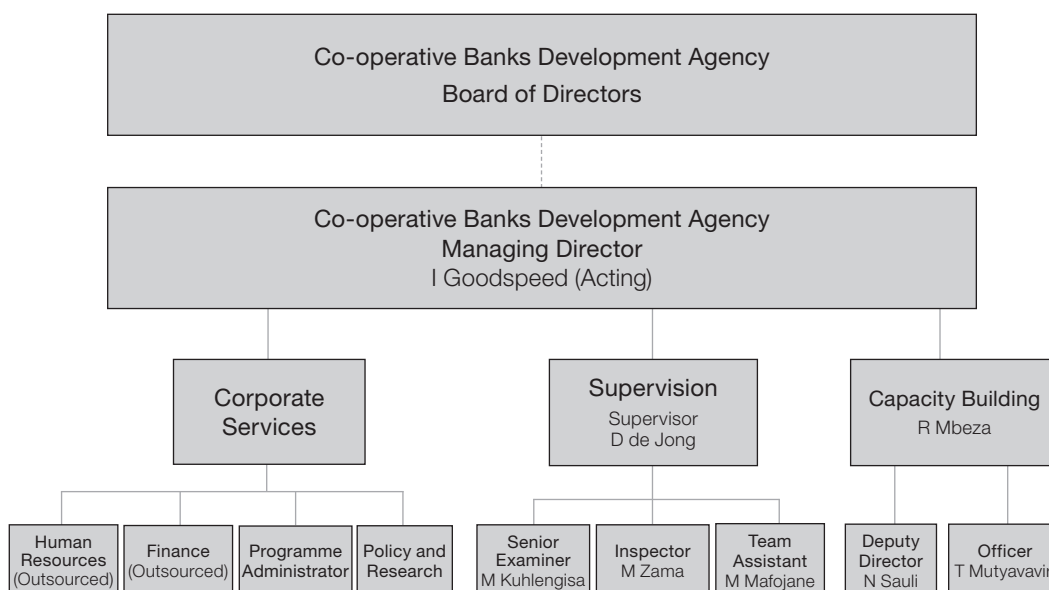 Co-operative Banks Development Agency
Board of Directors
Co-operative Banks Development Agency
Managing Director
I Goodspeed (Acting)
Corporate
Services
Supervision
Supervisor
D de Jong
Capacity Building
R Mbeza
Human
Resources
(Outsourced)
Finance
(Outsourced)
Programme
Administrator
Policy and
Research
Senior
Examiner
M Kuhlengisa
Inspector
M Zama
Team
Assistant
M Mafojane
Deputy
Director
N Sauli
Officer
T Mutyavaviri